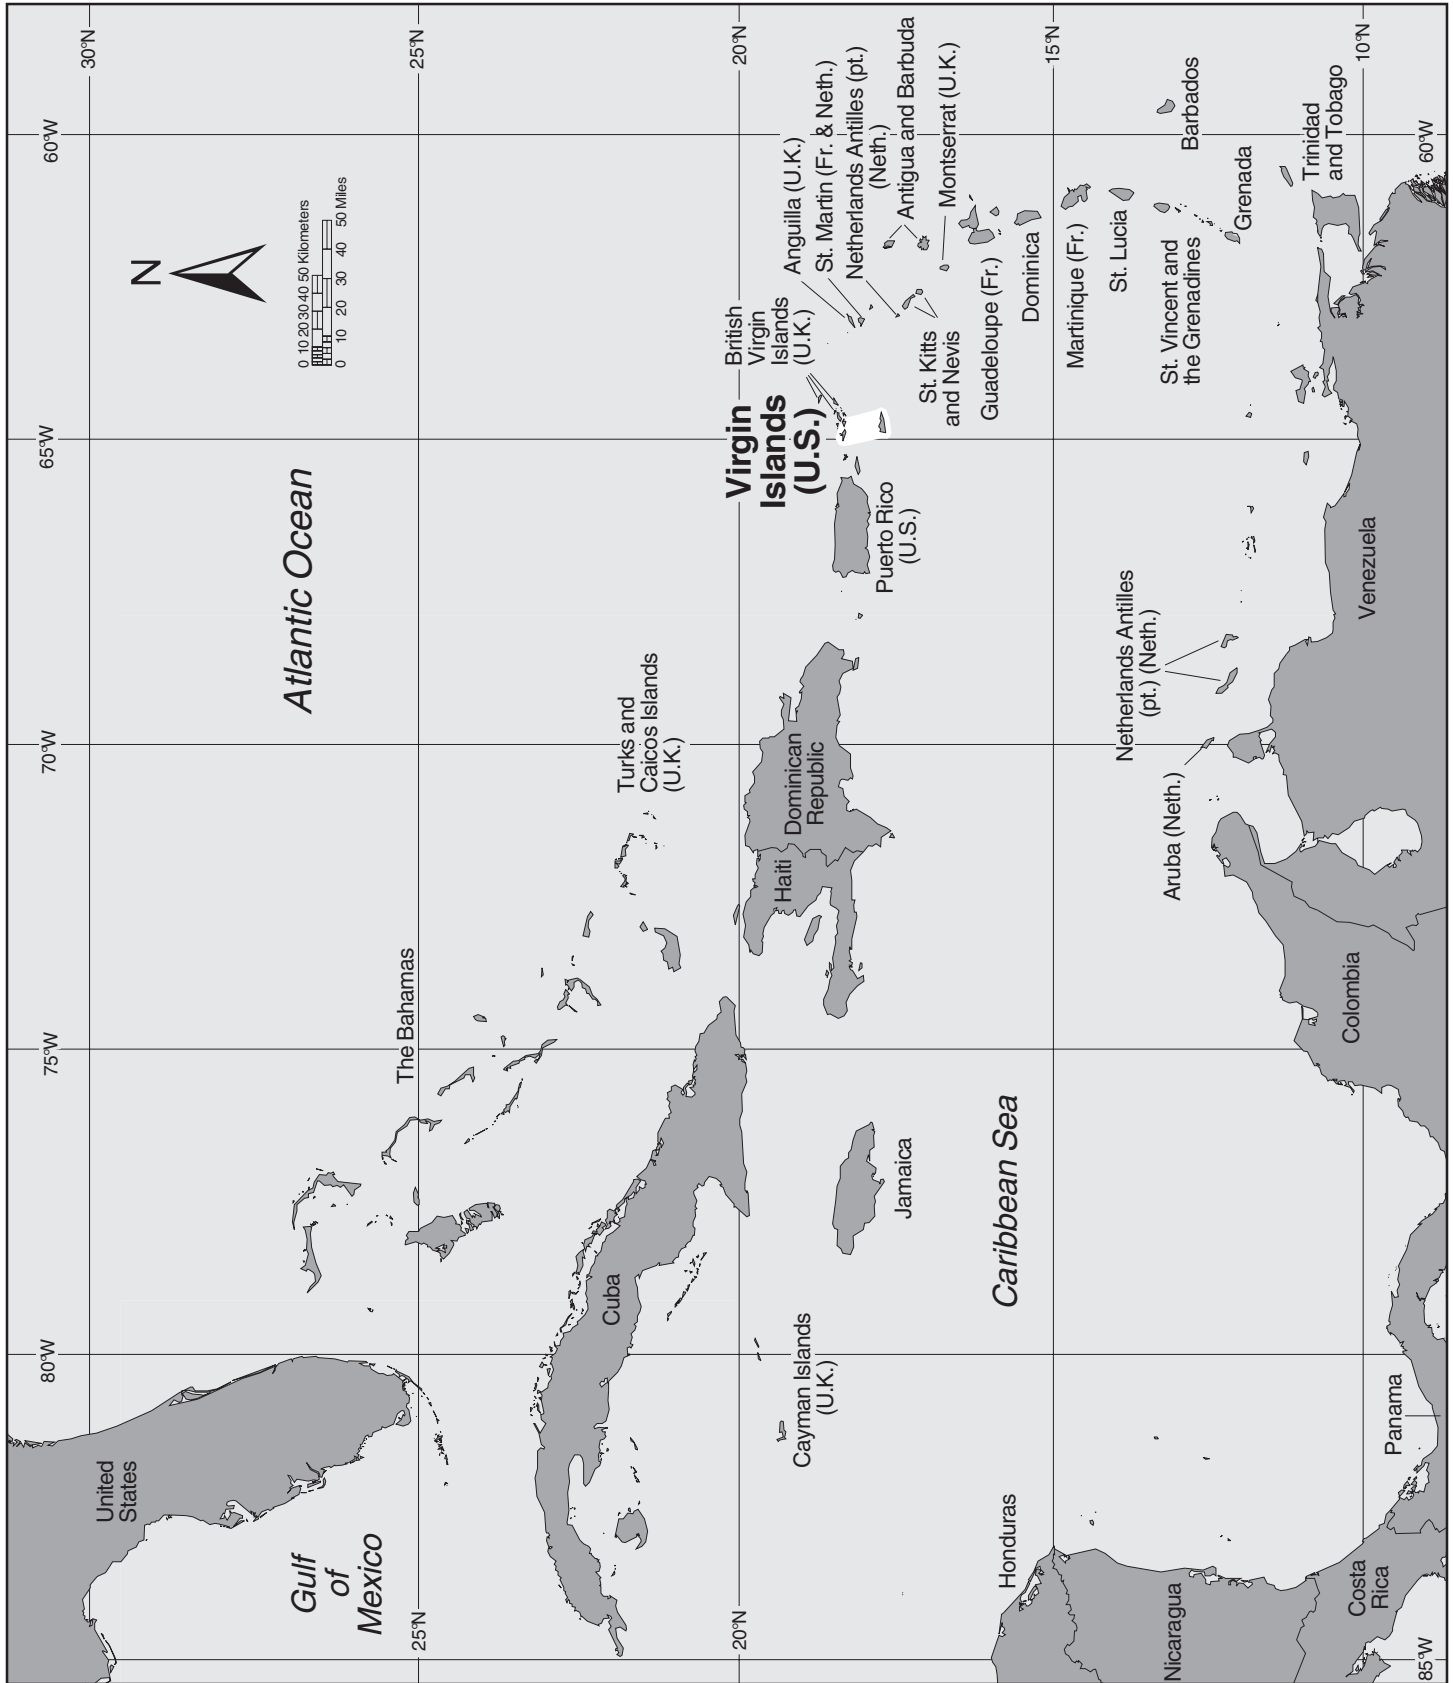 85°W
80°W
75°W
70°W
65°W
60°W
30°N
25°N
20°N
15°N
10°N
25°N
20°N
60°W
N
0 10 20 30 40 50 Kilometers
0 10 20 30 40 50 Miles
Atlantic Ocean
Gulf
of
Mexico
Caribbean Sea
United
States
The Bahamas
Turks and
Caicos Islands
(U.K.)
Cuba
Cayman Islands
(U.K.)
Jamaica
Haiti
Dominican
Republic
Puerto Rico
(U.S.)
Virgin
Islands
(U.S.)
British
Virgin
Islands
(U.K.)
Anguilla (U.K.)
St. Martin (Fr. & Neth.)
Netherlands Antilles (pt.)
(Neth.)
Antigua and Barbuda
Montserrat (U.K.)
St. Kitts
and Nevis
Guadeloupe (Fr.)
Dominica
Martinique (Fr.)
St. Lucia
St. Vincent and
the Grenadines
Barbados
Grenada
Trinidad
and Tobago
Netherlands Antilles
(pt.) (Neth.)
Aruba (Neth.)
Venezuela
Colombia
Panama
Costa
Rica
Nicaragua
Honduras